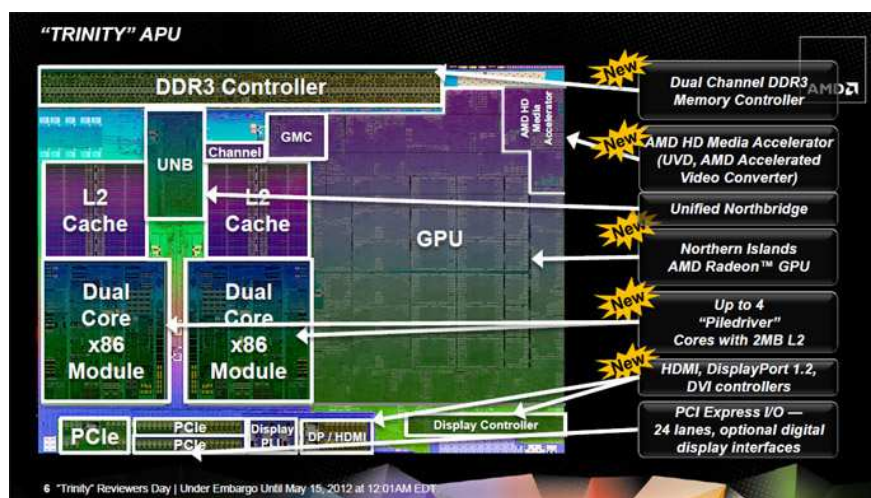 “TRINITY” APU
DDR3 Controller
AMD HD
Media
Accelerator
GMC
Channel
UNB
L2
Cache
L2
Cache
GPU
Dual
Core
x86
Module
Dual
Core
x86
Module
PCIe
PCIe
PCIe
Display
PLL
DP / HDMI
Display Controller
New
Dual Channel DDR3
Memory Controller
AMD
New
AMD HD Media Accelerator
(UVD, AMD Accelerated
Video Converter)
Unified Northbridge
New
Northern Islands
AMD Radeon™ GPU
New
Up to 4
“Piledriver”
Cores with 2MB L2
New
HDMI, DisplayPort 1.2,
DVI controllers
PCI Express I/O —
24 lanes, optional digital
display interfaces
6 “Trinity” Reviewers Day | Under Embargo Until May 15, 2012 at 12:01AM EDT